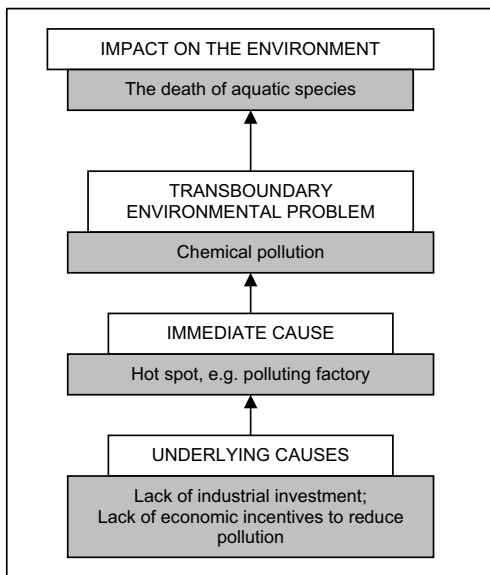 IMPACT ON THE ENVIRONMENT
The death of aquatic species
TRANSBOUNDARY
ENVIRONMENTAL PROBLEM
Chemical pollution
IMMEDIATE CAUSE
Hot spot, e.g. polluting factory
UNDERLYING CAUSES
Lack of industrial investment;
Lack of economic incentives to reduce
pollution